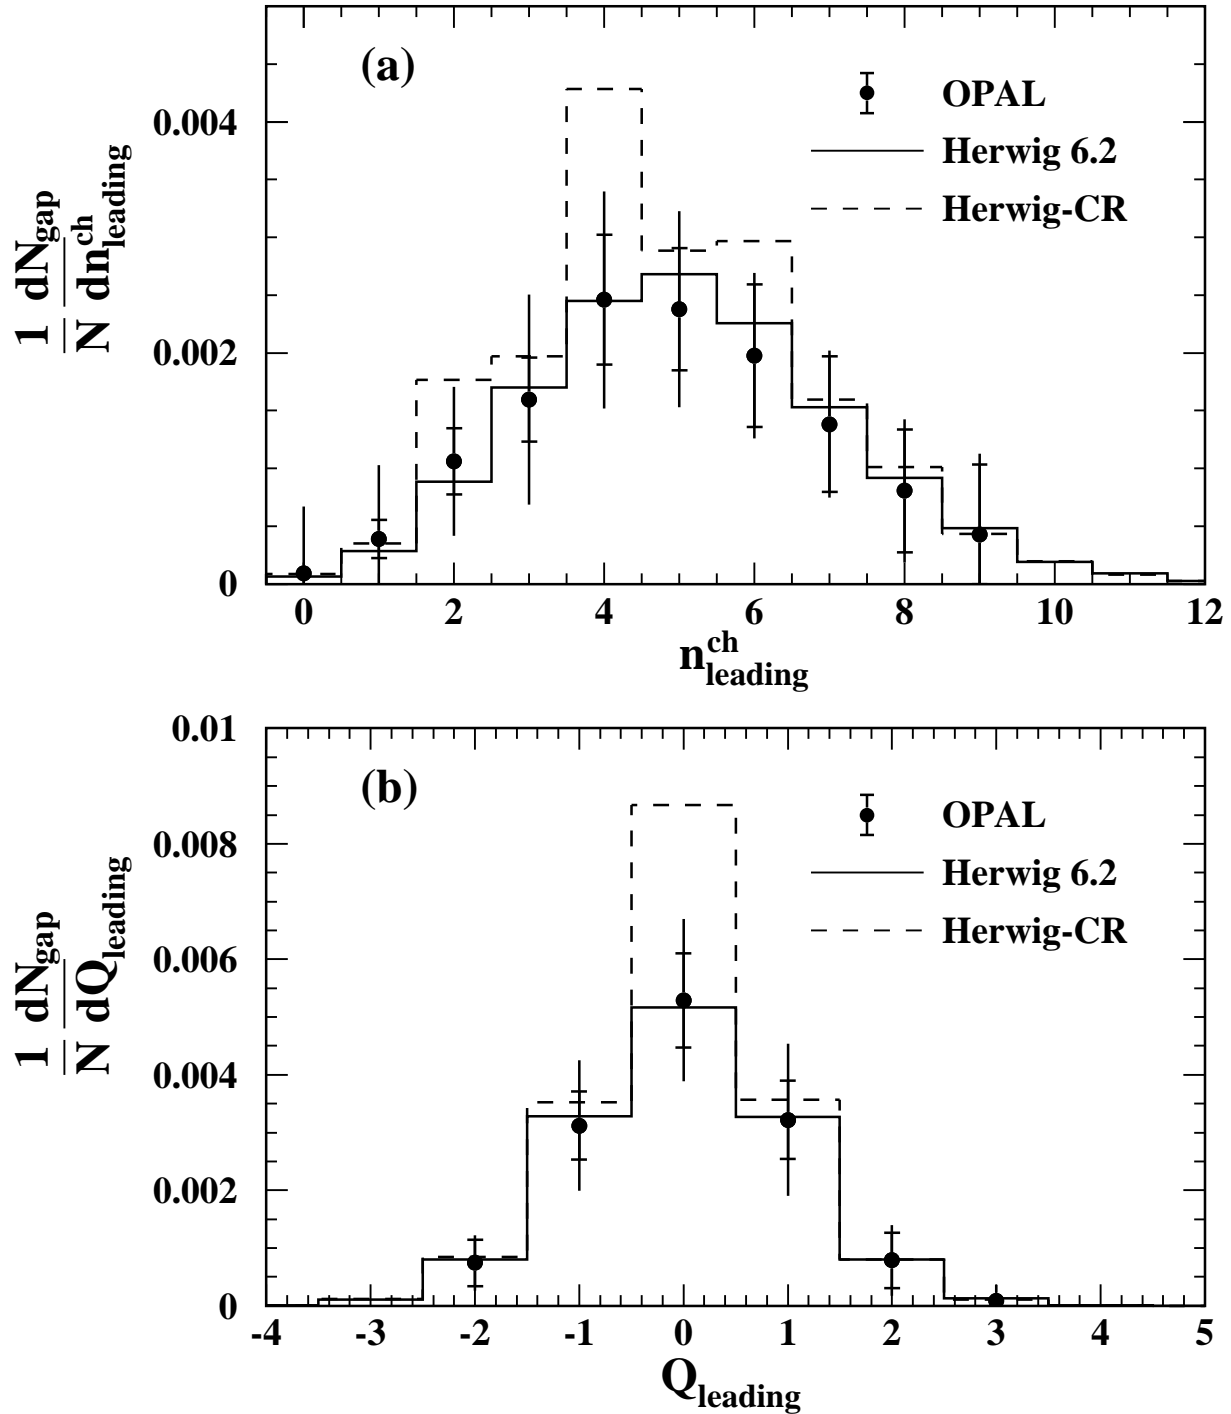 (a)
OPAL
Herwig 6.2
Herwig-CR
1 dN_gap
N dn^ch_leading
0.004
0.002
0
0 2 4 6 8 10 12
n^ch_leading
(b)
OPAL
Herwig 6.2
Herwig-CR
1 dN_gap
N dQ_leading
0.01
0.008
0.006
0.004
0.002
0
-4 -3 -2 -1 0 1 2 3 4 5
Q_leading